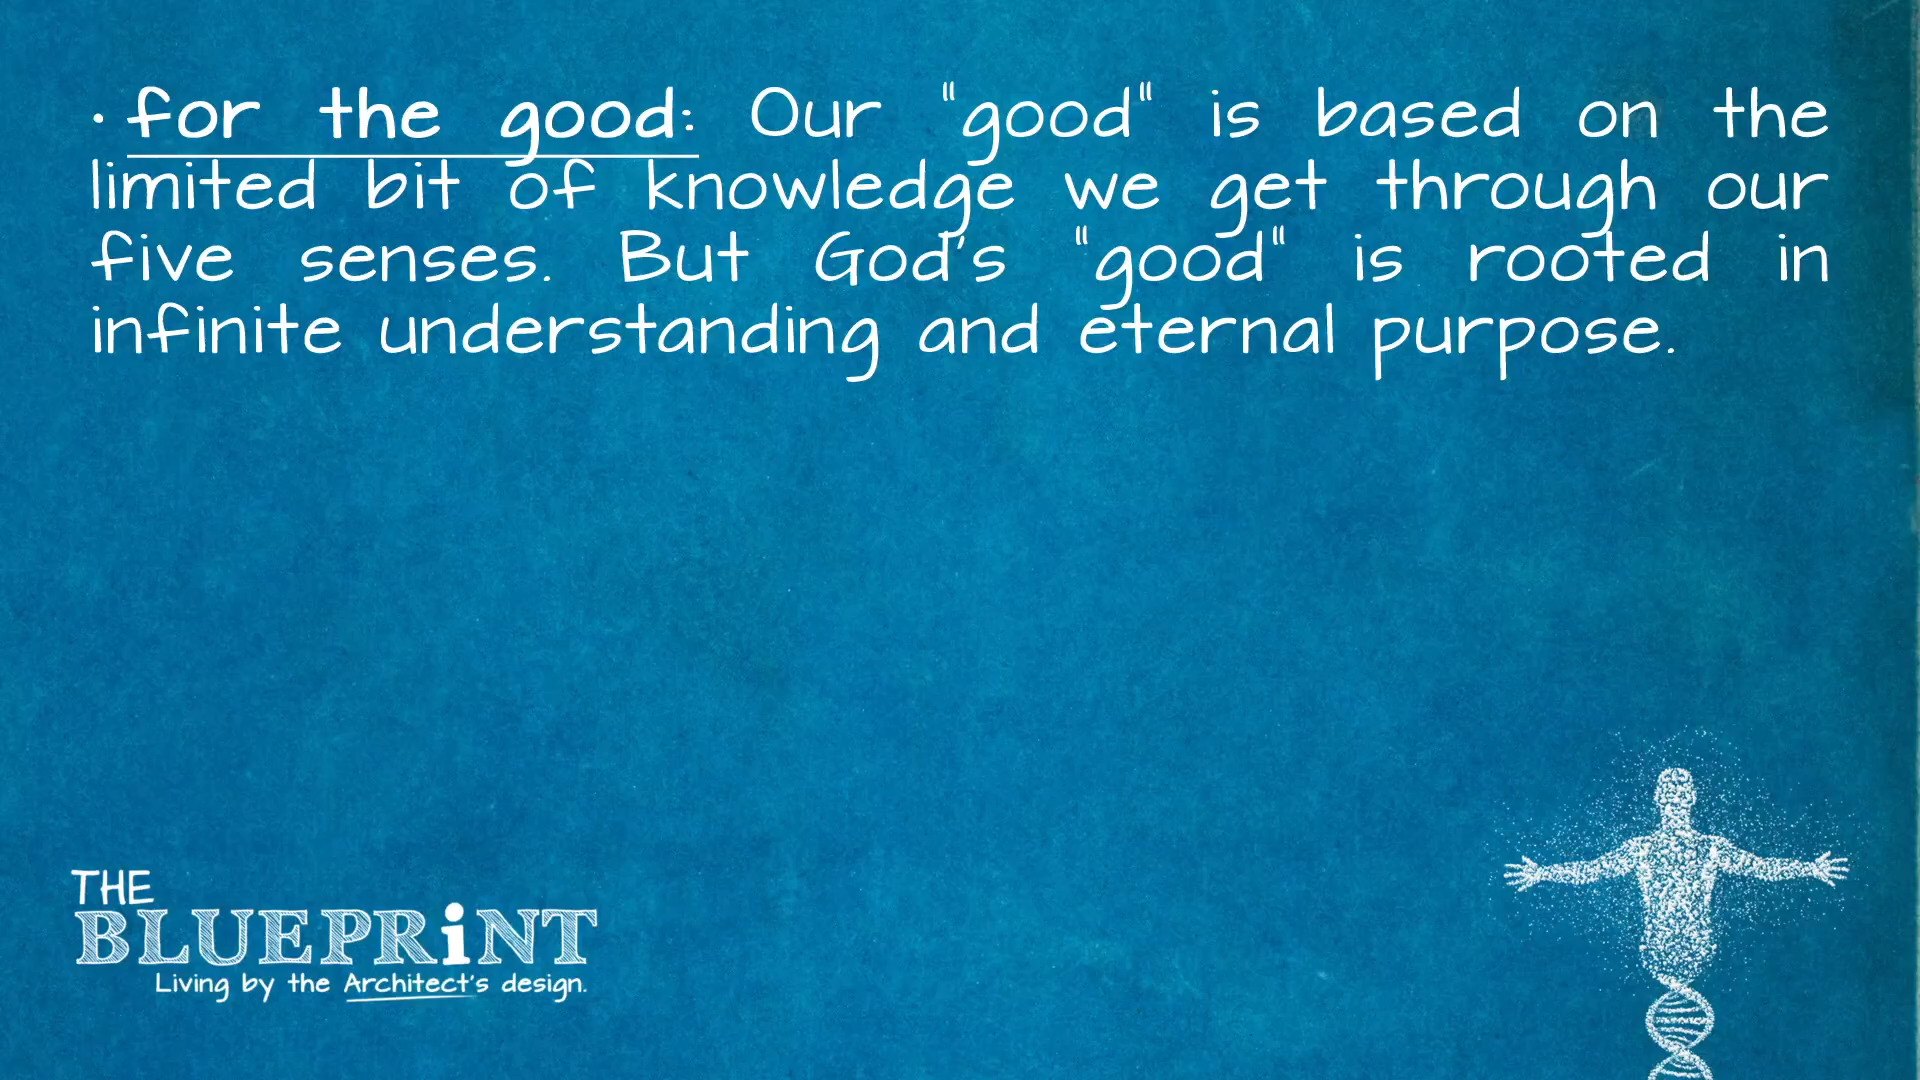 · for the good: Our "good" is based on the
limited bit of knowledge we get through our
five senses. But God's "good" is rooted in
infinite understanding and eternal purpose.
THE
BLUEPRiNT
Living by the Architect's design.